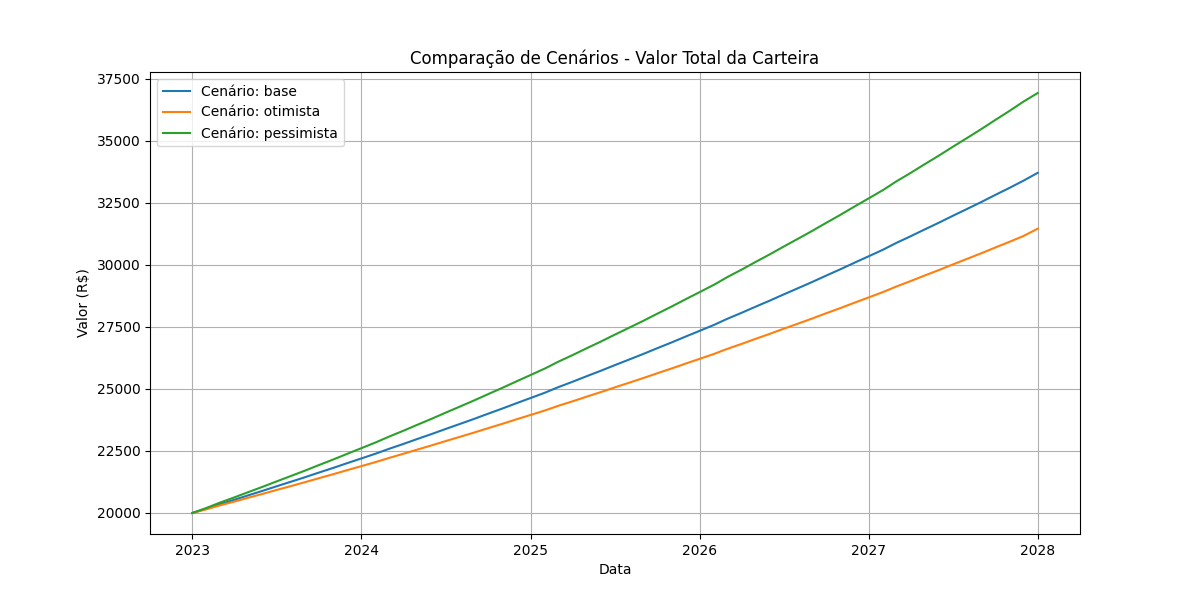 Comparação de Cenários - Valor Total da Carteira
37500
35000
32500
30000
27500
25000
22500
20000
Valor (R$)
Cenário: base
Cenário: otimista
Cenário: pessimista
2023
2024
2025
2026
2027
2028
Data